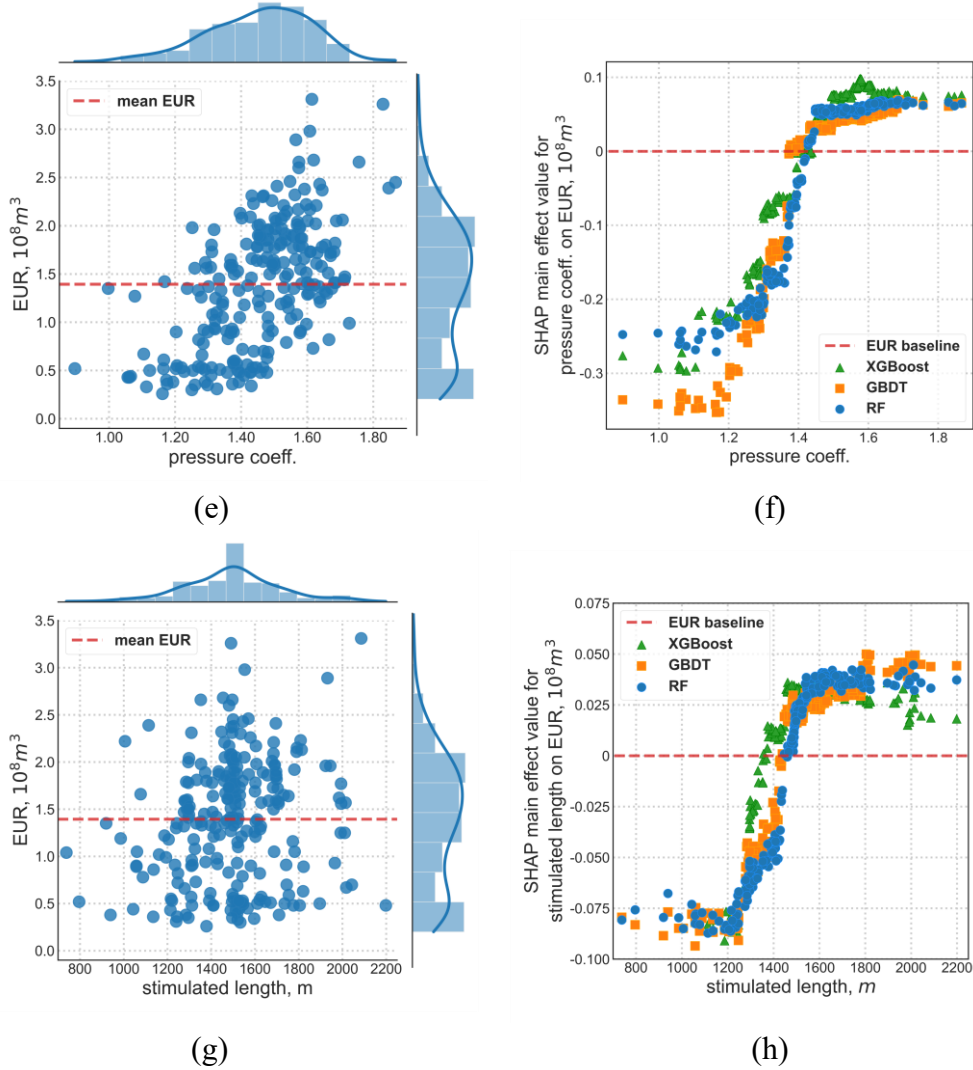 3.5
3.0
2.5
2.0
1.5
1.0
0.5
0.0
EUR, 10⁸m³
mean EUR
1.00 1.20 1.40 1.60 1.80
pressure coeff.
(e)
0.1
0
-0.1
-0.2
-0.3
SHAP main effect value for
pressure coeff. on EUR, 10⁸m³
EUR baseline
XGBoost
GBDT
RF
1.0 1.2 1.4 1.6 1.8
pressure coeff.
(f)
3.5
3.0
2.5
2.0
1.5
1.0
0.5
0.0
EUR, 10⁸m³
mean EUR
800 1000 1200 1400 1600 1800 2000 2200
stimulated length, m
(g)
0.075
0.050
0.025
0
-0.025
-0.050
-0.075
-0.100
SHAP main effect value for
stimulated length on EUR, 10⁸m³
EUR baseline
XGBoost
GBDT
RF
800 1000 1200 1400 1600 1800 2000 2200
stimulated length, m
(h)